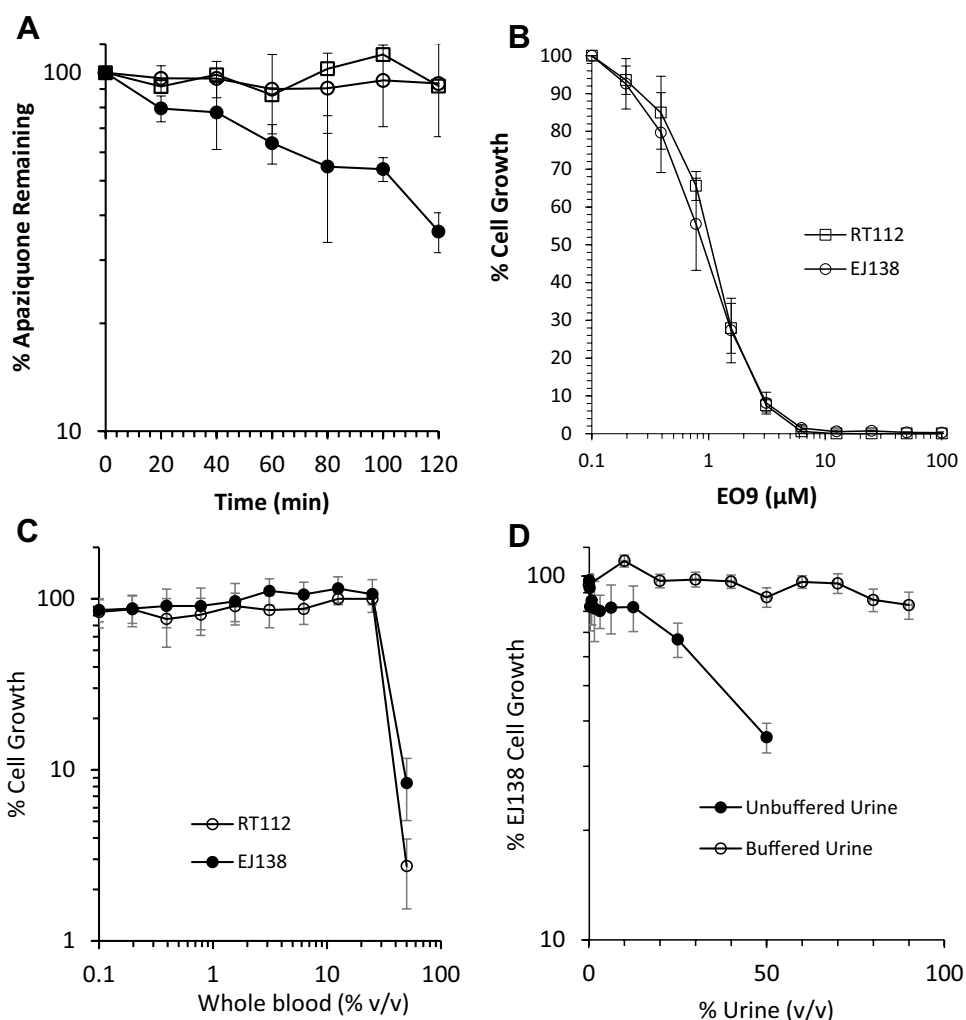 A
% Apaziquone Remaining
100
10
0 20 40 60 80 100 120
Time (min)
B
% Cell Growth
100
90
80
70
60
50
40
30
20
10
0
RT112
EJ138
0.1 1 10 100
EO9 (µM)
C
% Cell Growth
100
10
1
RT112
EJ138
0.1 1 10 100
Whole blood (% v/v)
D
% EJ138 Cell Growth
100
10
Unbuffered Urine
Buffered Urine
0 50 100
% Urine (v/v)